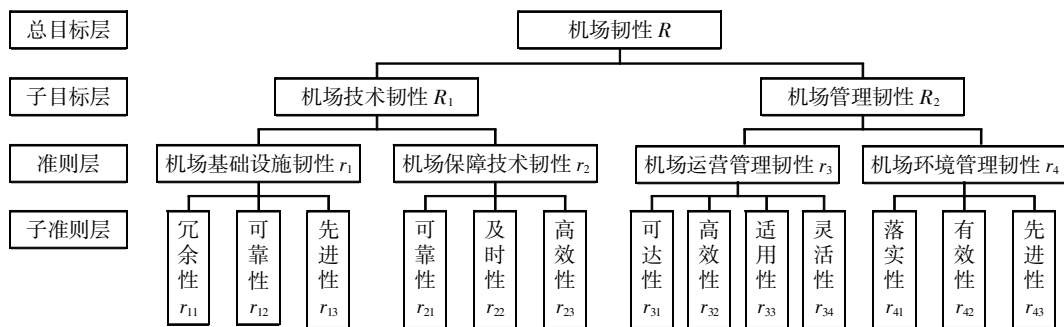 总目标层
机场韧性 R
子目标层
机场技术韧性 R₁
机场管理韧性 R₂
准则层
机场基础设施韧性 r₁
机场保障技术韧性 r₂
机场运营管理韧性 r₃
机场环境管理韧性 r₄
子准则层
冗余性 r₁₁
可靠性 r₁₂
先进性 r₁₃
可靠性 r₂₁
及时性 r₂₂
高效性 r₂₃
可达性 r₃₁
高效性 r₃₂
适用性 r₃₃
灵活性 r₃₄
落实性 r₄₁
有效性 r₄₂
先进性 r₄₃